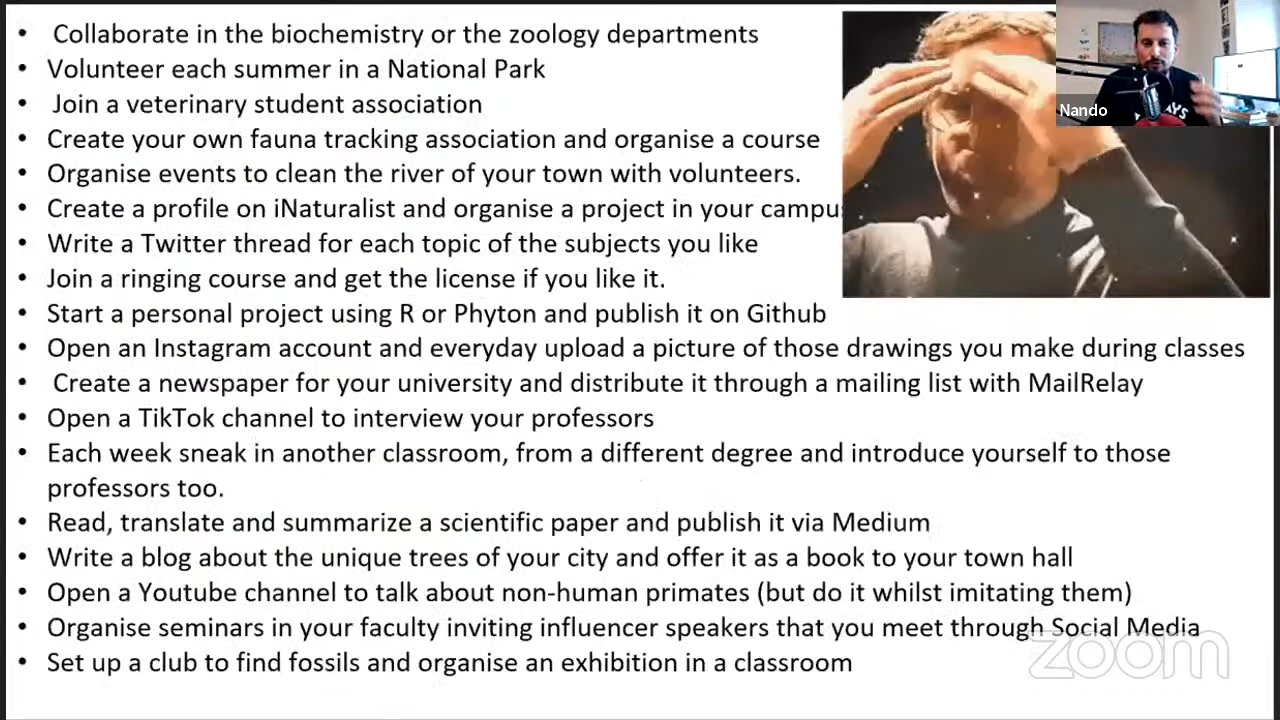 • Collaborate in the biochemistry or the zoology departments
• Volunteer each summer in a National Park
• Join a veterinary student association
• Create your own fauna tracking association and organise a course
• Organise events to clean the river of your town with volunteers.
• Create a profile on iNaturalist and organise a project in your campus
• Write a Twitter thread for each topic of the subjects you like
• Join a ringing course and get the license if you like it.
• Start a personal project using R or Phyton and publish it on Github
• Open an Instagram account and everyday upload a picture of those drawings you make during classes
• Create a newspaper for your university and distribute it through a mailing list with MailRelay
• Open a TikTok channel to interview your professors
• Each week sneak in another classroom, from a different degree and introduce yourself to those
professors too.
• Read, translate and summarize a scientific paper and publish it via Medium
• Write a blog about the unique trees of your city and offer it as a book to your town hall
• Open a Youtube channel to talk about non-human primates (but do it whilst imitating them)
• Organise seminars in your faculty inviting influencer speakers that you meet through Social Media
• Set up a club to find fossils and organise an exhibition in a classroom
Nando
zoom